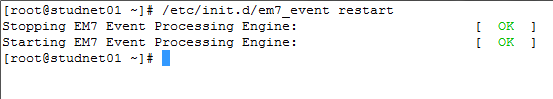 [root@studnet01 ~]# /etc/init.d/em7_event restart
Stopping EM7 Event Processing Engine: [ OK ]
Starting EM7 Event Processing Engine: [ OK ]
[root@studnet01 ~]#